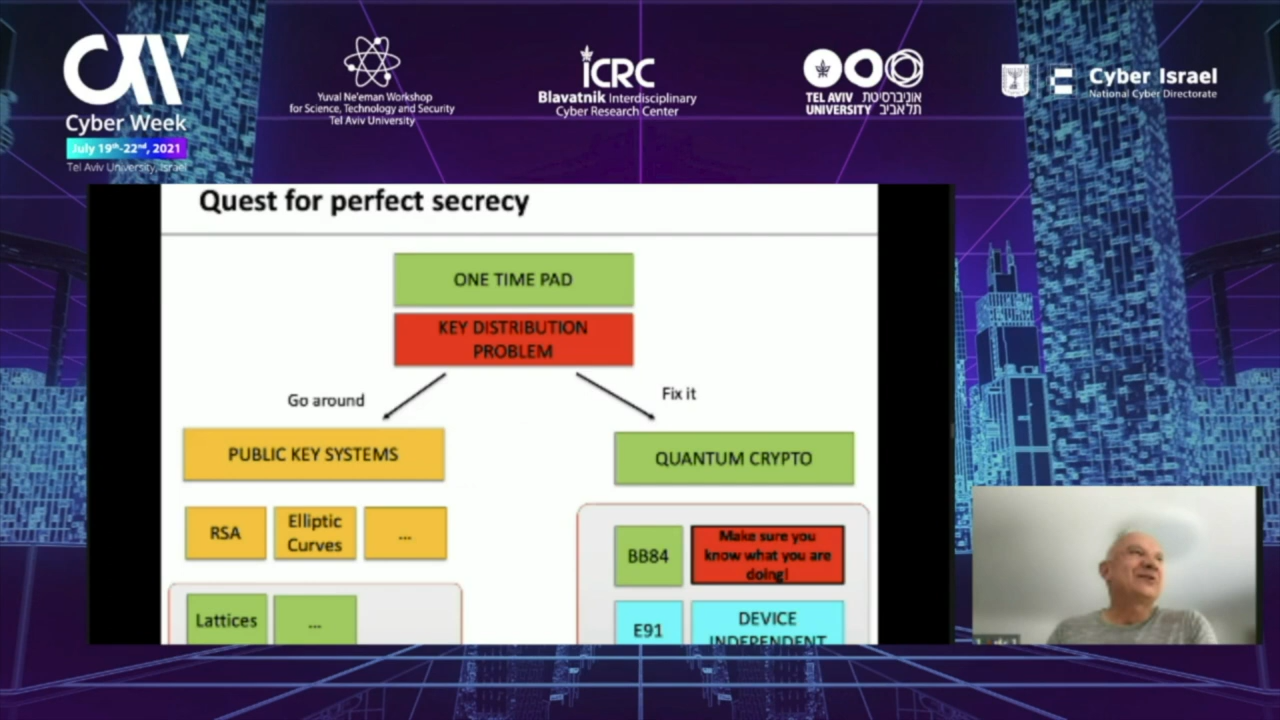 Cyber Week
July 19th-22nd, 2021
Tel Aviv University, Israel
Yuval Ne'eman Workshop
for Science, Technology and Security
Tel Aviv University
iCRC
Blavatnik Interdisciplinary
Cyber Research Center
TEL AVIV אוניברסיטת
UNIVERSITY תל אביב
Cyber Israel
National Cyber Directorate
Quest for perfect secrecy
ONE TIME PAD
KEY DISTRIBUTION
PROBLEM
Go around
Fix it
PUBLIC KEY SYSTEMS
QUANTUM CRYPTO
RSA
Elliptic
Curves
...
BB84
Make sure you
know what you are
doing!
Lattices
...
E91
DEVICE
INDEPENDENT